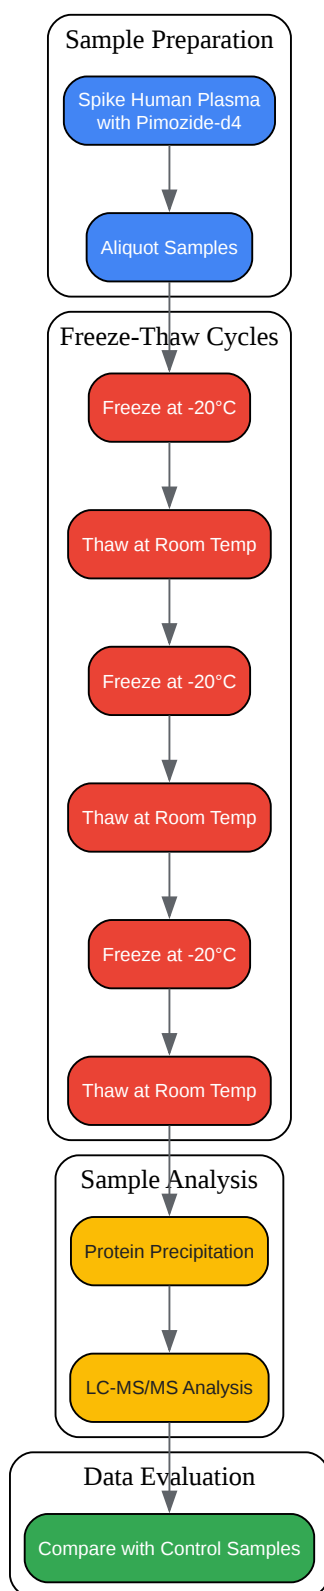 Sample Preparation
Spike Human Plasma
with Pimozide-d4
Aliquot Samples
Freeze-Thaw Cycles
Freeze at -20°C
Thaw at Room Temp
Freeze at -20°C
Thaw at Room Temp
Freeze at -20°C
Thaw at Room Temp
Sample Analysis
Protein Precipitation
LC-MS/MS Analysis
Data Evaluation
Compare with Control Samples